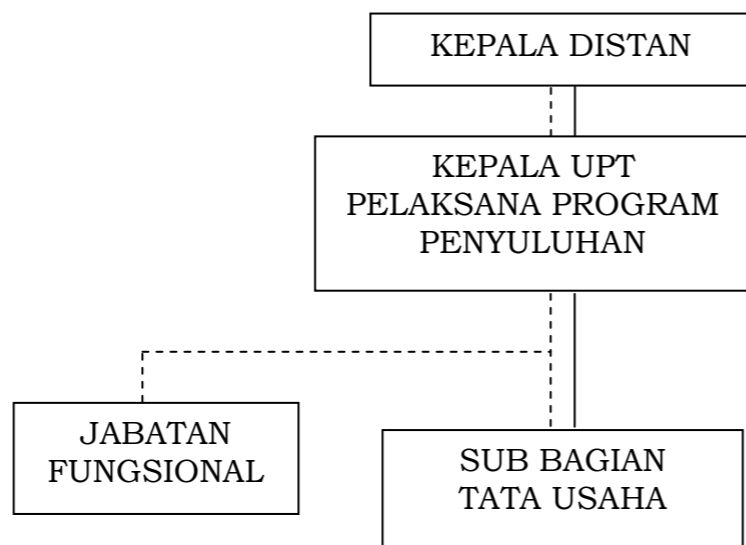 KEPALA DISTAN
KEPALA UPT
PELAKSANA PROGRAM
PENYULUHAN
JABATAN
FUNGSIONAL
SUB BAGIAN
TATA USAHA